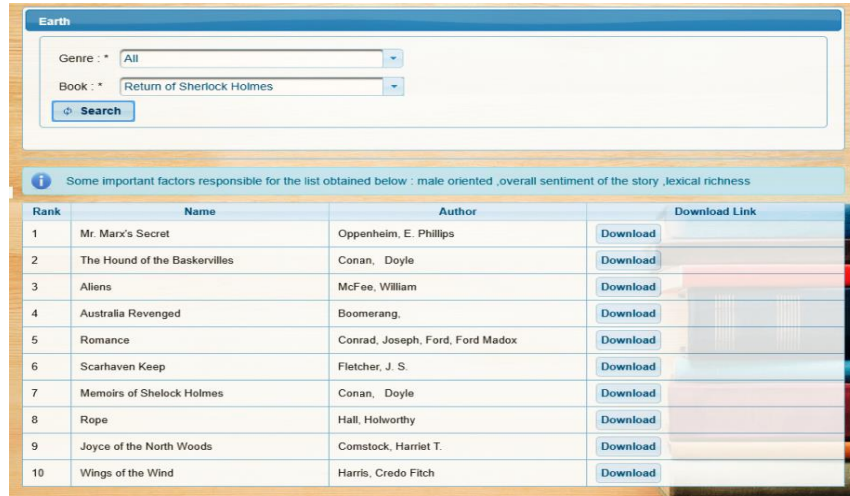 Earth
Genre : * All
Book : * Return of Sherlock Holmes
Search
Some important factors responsible for the list obtained below : male oriented ,overall sentiment of the story ,lexical richness
Rank Name Author Download Link
1 Mr. Marx's Secret Oppenheim, E. Phillips Download
2 The Hound of the Baskervilles Conan, Doyle Download
3 Aliens McFee, William Download
4 Australia Revenged Boomerang, Download
5 Romance Conrad, Joseph, Ford, Ford Madox Download
6 Scarhaven Keep Fletcher, J. S. Download
7 Memoirs of Shelock Holmes Conan, Doyle Download
8 Rope Hall, Holworthy Download
9 Joyce of the North Woods Comstock, Harriet T. Download
10 Wings of the Wind Harris, Credo Fitch Download